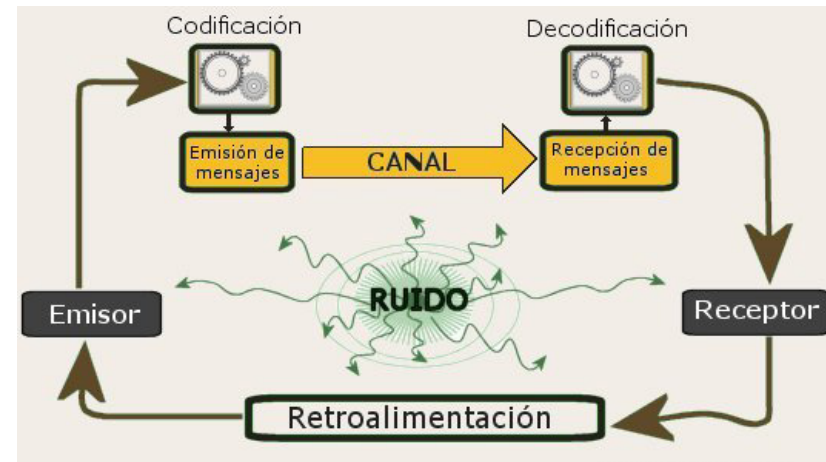 Codificación
Decodificación
Emisión de
mensajes
CANAL
Recepción de
mensajes
RUIDO
Emisor
Receptor
Retroalimentación